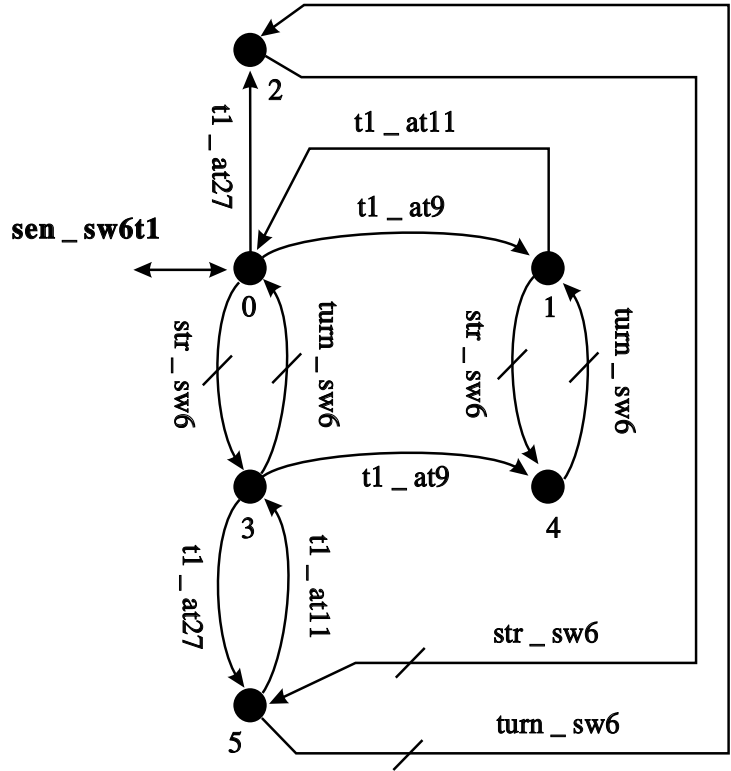 2
t1 _ at11
t1 _ at27
t1 _ at9
sen _ sw6t1
0
1
str _ sw6
turn _ sw6
str _ sw6
turn _ sw6
t1 _ at9
3
4
t1 _ at27
t1 _ at11
str _ sw6
turn _ sw6
5